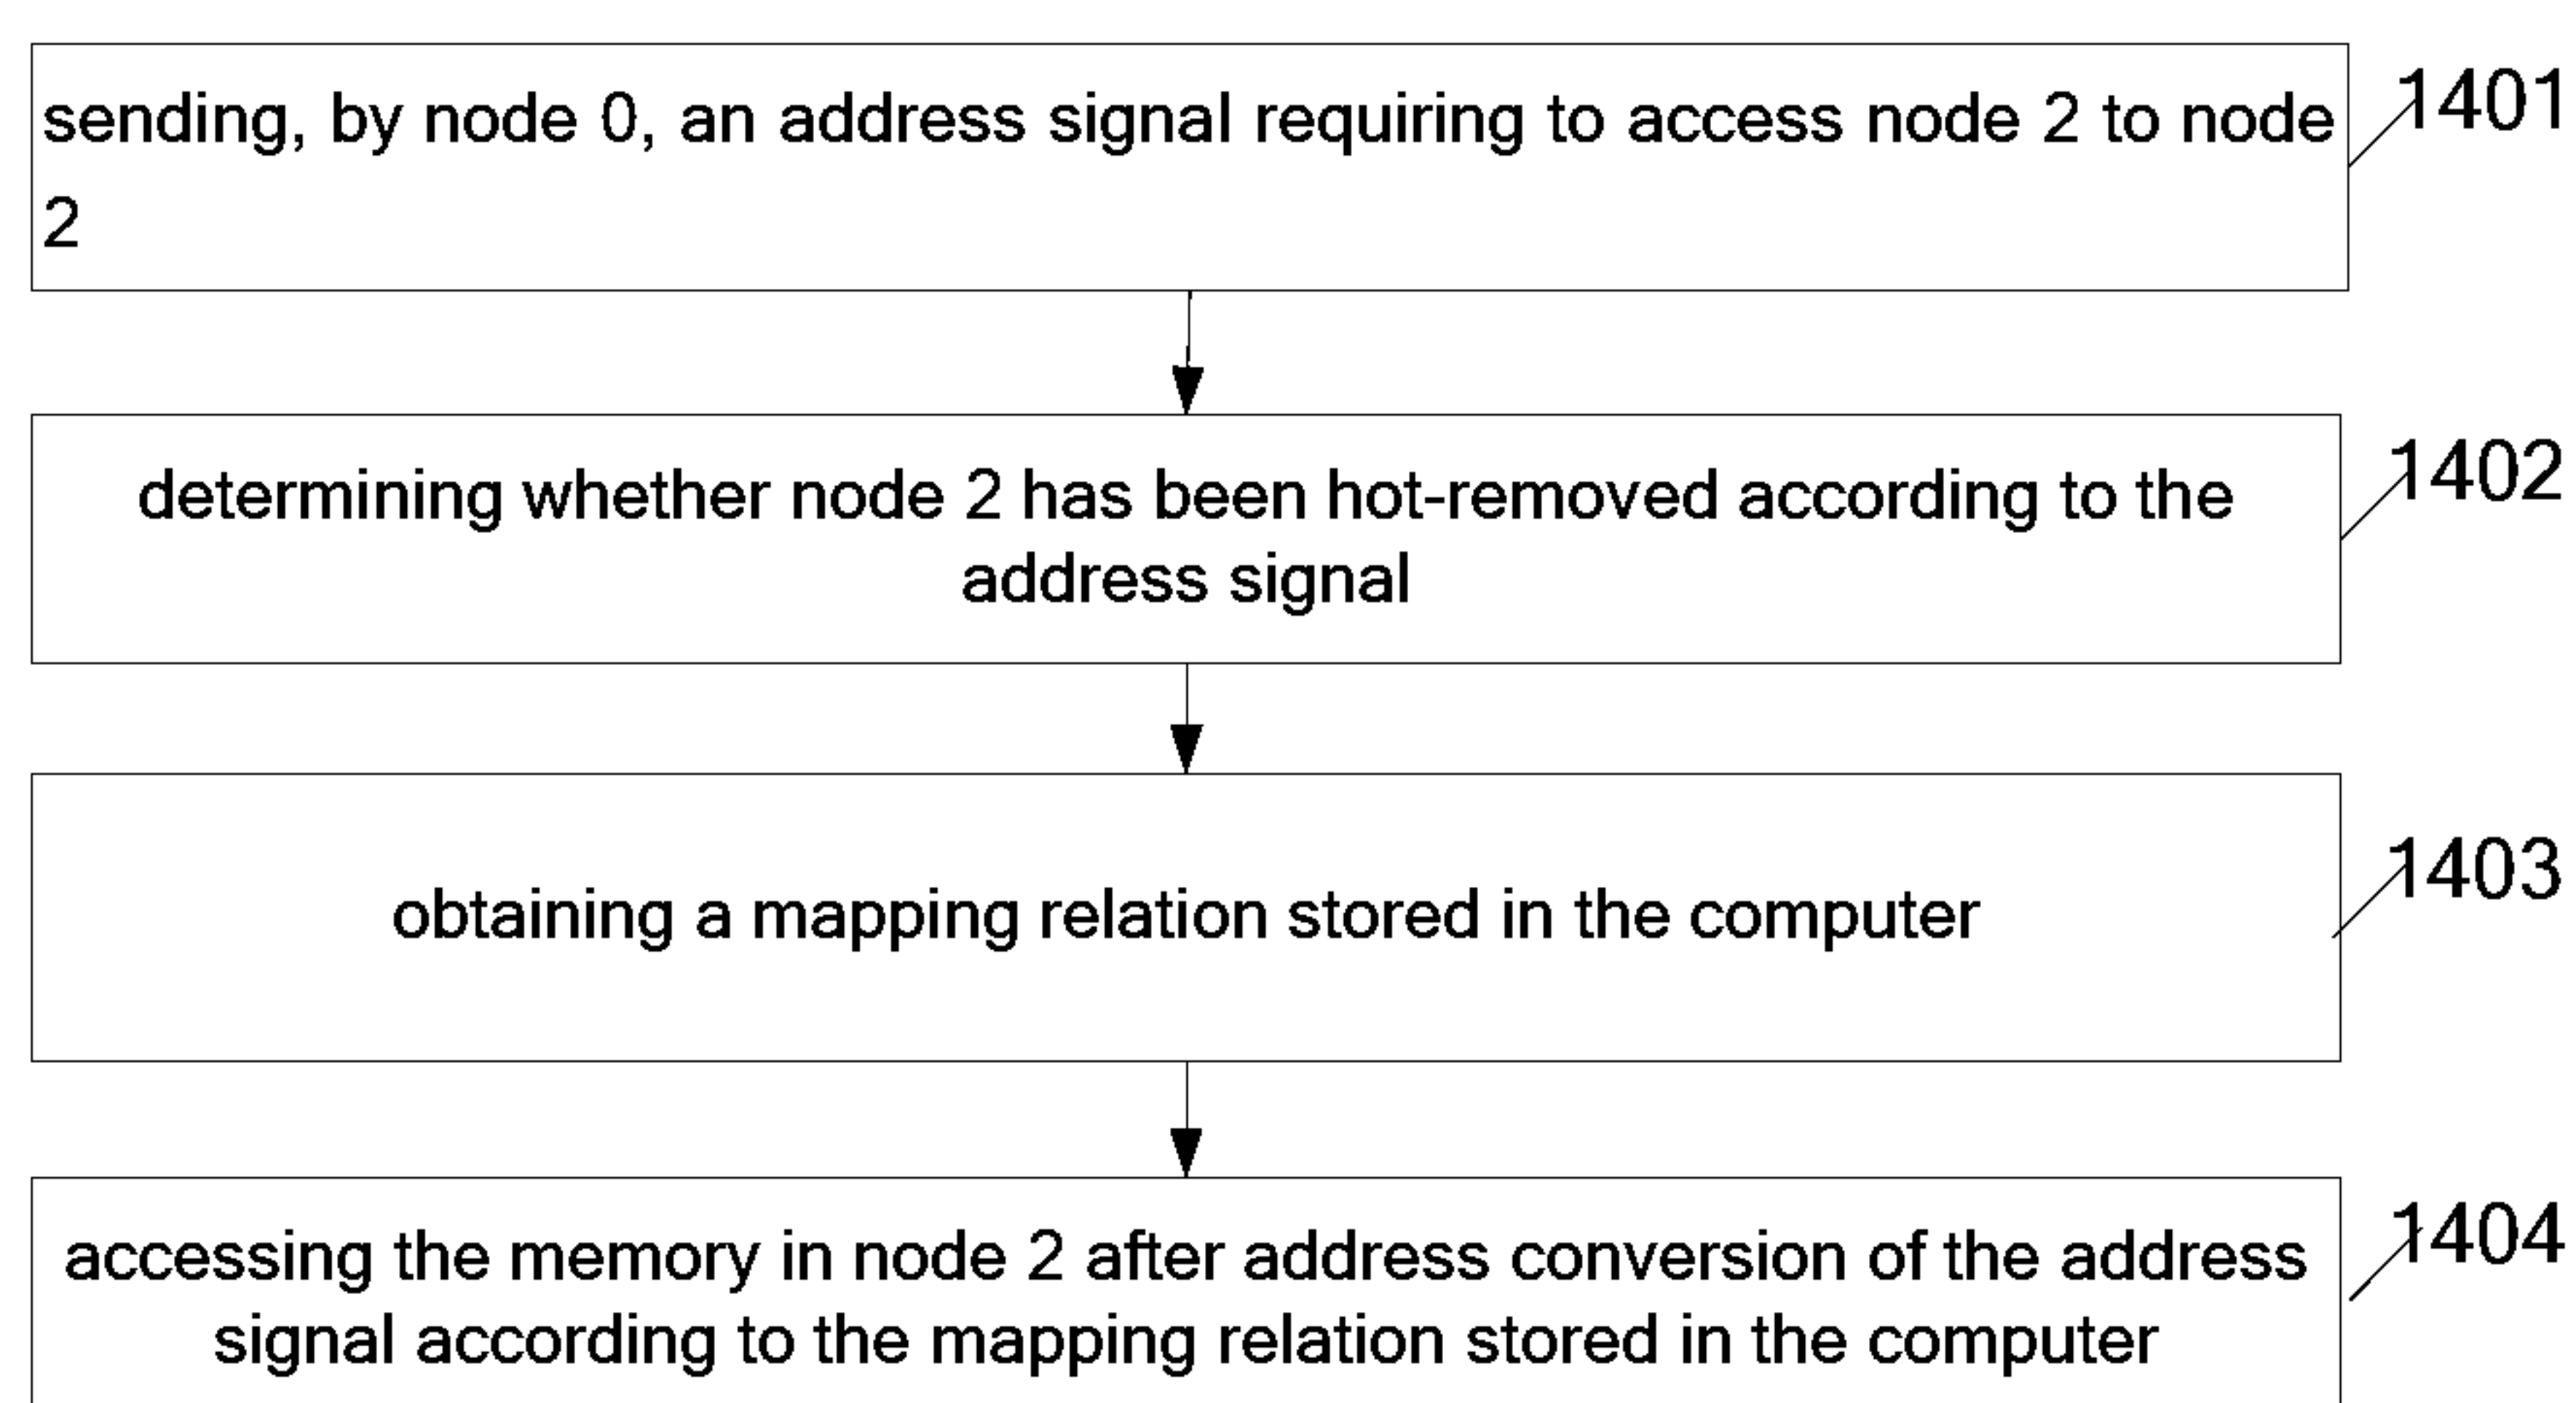 sending, by node 0, an address signal requiring to access node 2 to node
2
1401
determining whether node 2 has been hot-removed according to the
address signal
1402
obtaining a mapping relation stored in the computer
1403
accessing the memory in node 2 after address conversion of the address
signal according to the mapping relation stored in the computer
1404